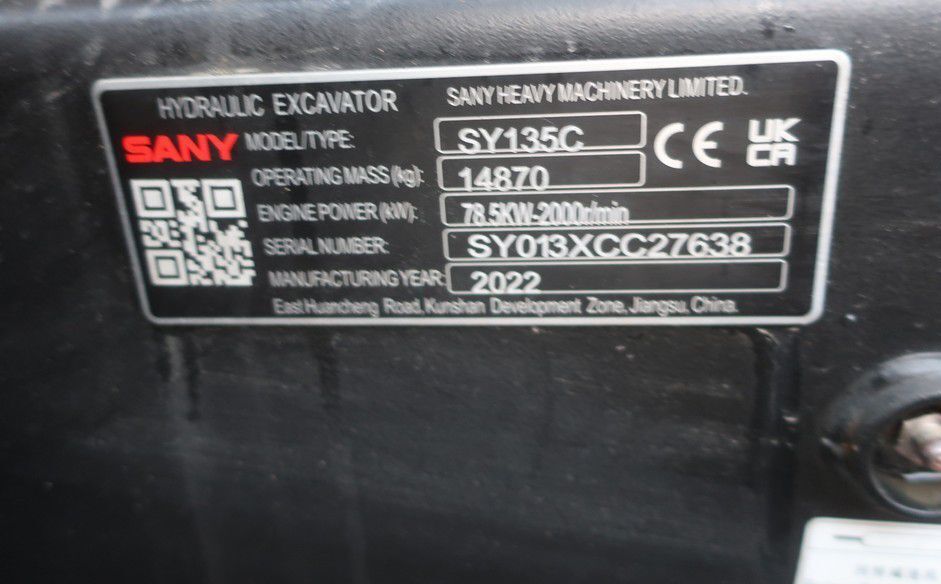 HYDRAULIC EXCAVATOR SANY HEAVY MACHINERY LIMITED.
SANY MODEL/TYPE: SY135C CE UK CA
OPERATING MASS (kg): 14870
ENGINE POWER (kW): 78.5KW-2000r/min
SERIAL NUMBER: SY013XCC27638
MANUFACTURING YEAR: 2022
East Huancheng Road, Kunshan Development Zone, Jiangsu, China.